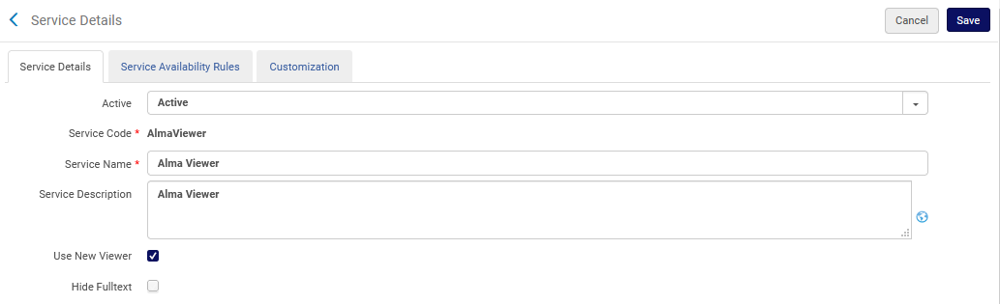 Service Details
Cancel
Save
Service Details
Service Availability Rules
Customization
Active
Active
Service Code * AlmaViewer
Service Name * Alma Viewer
Service Description
Alma Viewer
Use New Viewer
Hide Fulltext